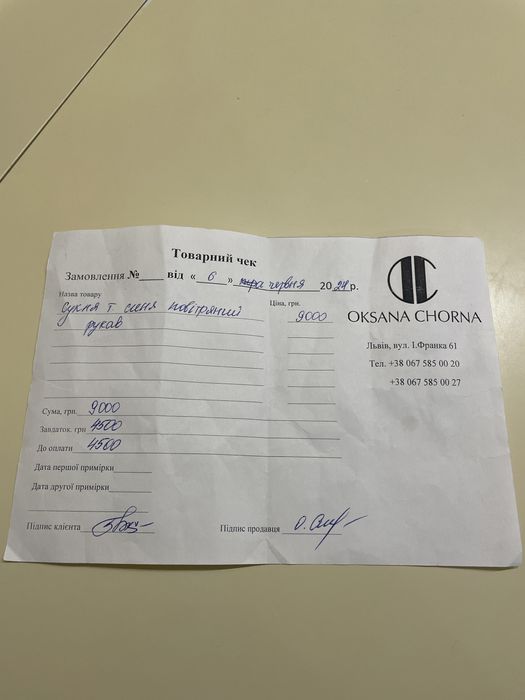 Товарний чек
Замовлення № від « 6 » червня 2024 р.
Назва товару
Ціна, грн.
Сукня т синя повітряний 9000
рукав
OKSANA CHORNA
Львів, вул. І.Франка 61
Тел. +38 067 585 00 20
+38 067 585 00 27
Сума, грн. 9000
Завдаток. грн 4500
До оплати 4500
Дата першої примірки
Дата другої примірки
Підпис клієнта
Підпис продавця